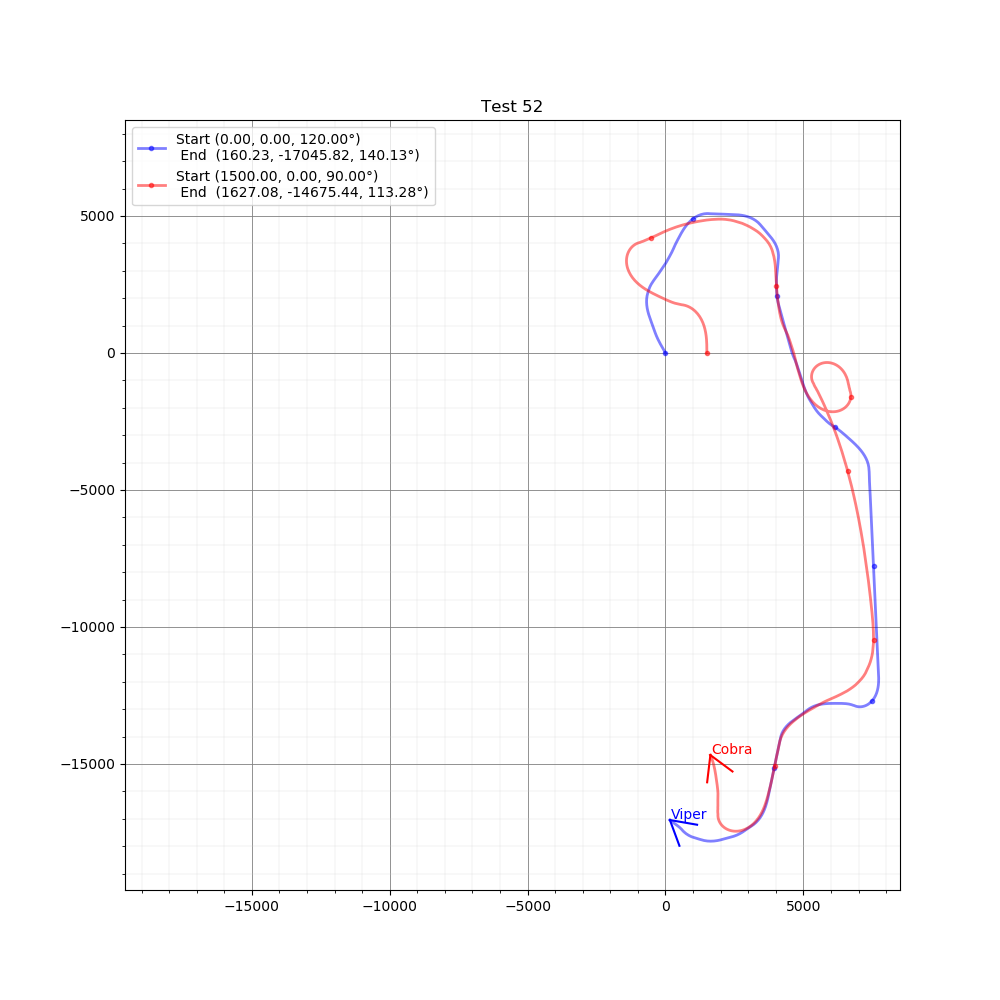 Test 52
Start (0.00, 0.00, 120.00°)
End (160.23, -17045.82, 140.13°)
Start (1500.00, 0.00, 90.00°)
End (1627.08, -14675.44, 113.28°)
5000
0
−5000
−10000
−15000
Cobra
Viper
−15000 −10000 −5000 0 5000